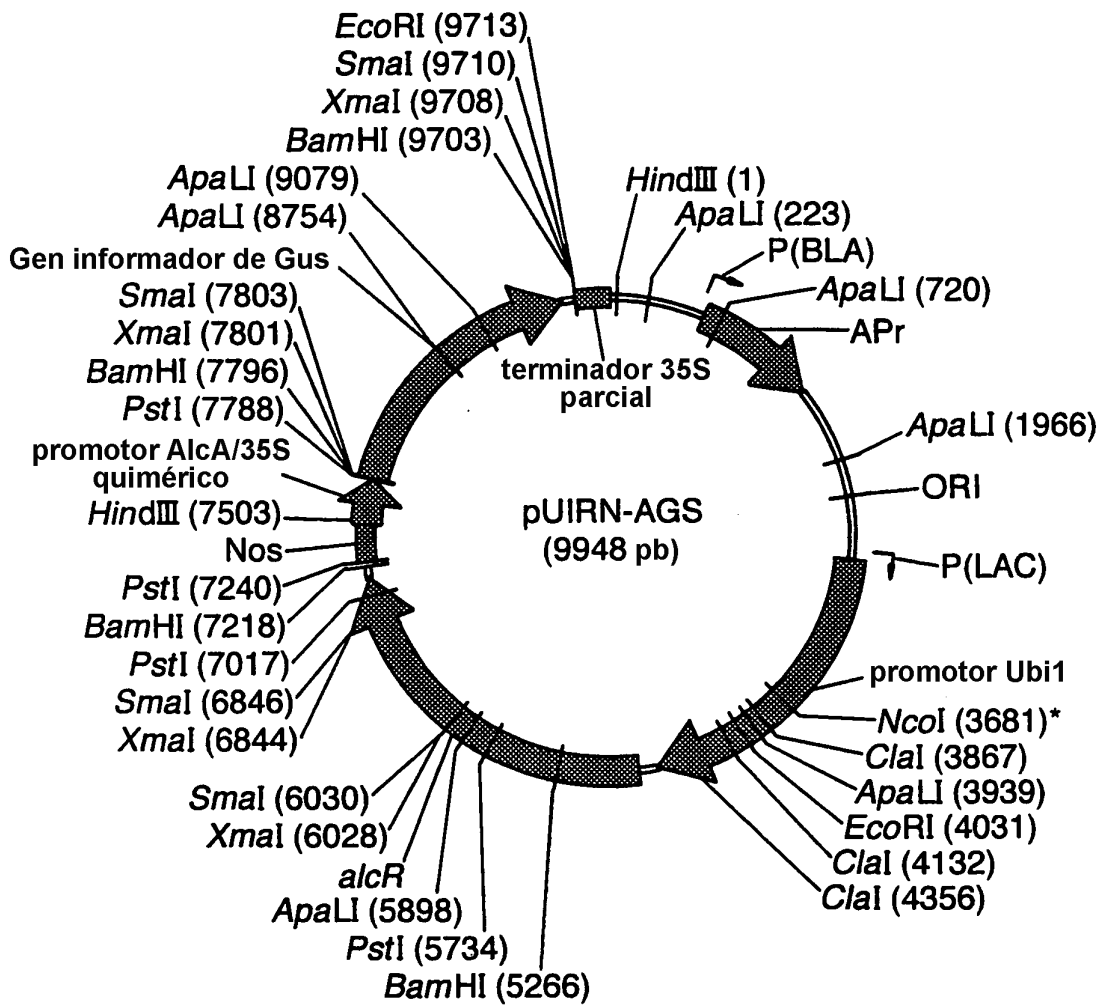 EcoRI (9713)
SmaI (9710)
XmaI (9708)
BamHI (9703)
ApaLI (9079)
ApaLI (8754)
Gen informador de Gus
SmaI (7803)
XmaI (7801)
BamHI (7796)
PstI (7788)
promotor AlcA/35S
quimérico
HindIII (7503)
Nos
PstI (7240)
BamHI (7218)
PstI (7017)
SmaI (6846)
XmaI (6844)
SmaI (6030)
XmaI (6028)
alcR
ApaLI (5898)
PstI (5734)
BamHI (5266)
HindIII (1)
ApaLI (223)
P(BLA)
ApaLI (720)
APr
terminador 35S
parcial
ApaLI (1966)
ORI
pUIRN-AGS
(9948 pb)
P(LAC)
promotor Ubi1
NcoI (3681)*
ClaI (3867)
ApaLI (3939)
EcoRI (4031)
ClaI (4132)
ClaI (4356)